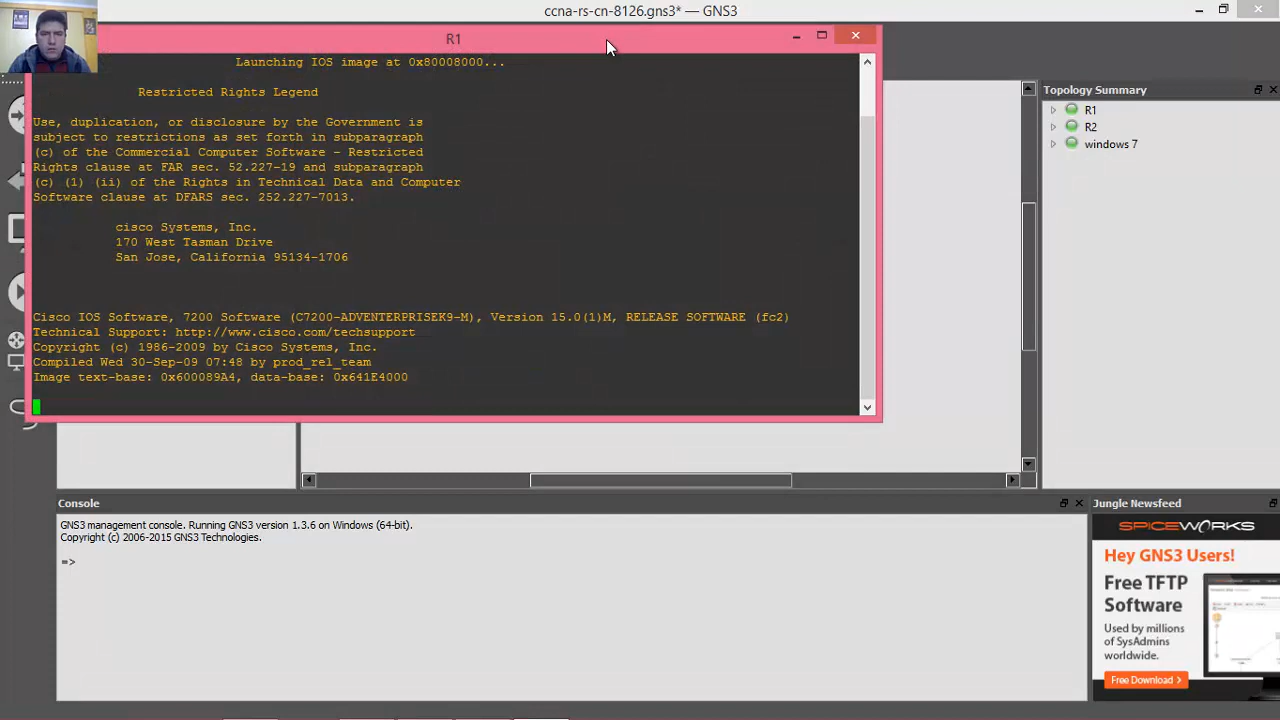 ccna-rs-cn-8126.gns3* — GNS3
R1
Launching IOS image at 0x80008000...
Restricted Rights Legend
Use, duplication, or disclosure by the Government is
subject to restrictions as set forth in subparagraph
(c) of the Commercial Computer Software - Restricted
Rights clause at FAR sec. 52.227-19 and subparagraph
(c) (1) (ii) of the Rights in Technical Data and Computer
Software clause at DFARS sec. 252.227-7013.
cisco Systems, Inc.
170 West Tasman Drive
San Jose, California 95134-1706
Cisco IOS Software, 7200 Software (C7200-ADVENTERPRISEK9-M), Version 15.0(1)M, RELEASE SOFTWARE (fc2)
Technical Support: http://www.cisco.com/techsupport
Copyright (c) 1986-2009 by Cisco Systems, Inc.
Compiled Wed 30-Sep-09 07:48 by prod_rel_team
Image text-base: 0x600089A4, data-base: 0x641E4000
Topology Summary
R1
R2
windows 7
Console
GNS3 management console. Running GNS3 version 1.3.6 on Windows (64-bit).
Copyright (c) 2006-2015 GNS3 Technologies.
=>
Jungle Newsfeed
SPICEWORKS
Hey GNS3 Users!
Free TFTP
Software
Used by millions
of SysAdmins
worldwide.
Free Download >